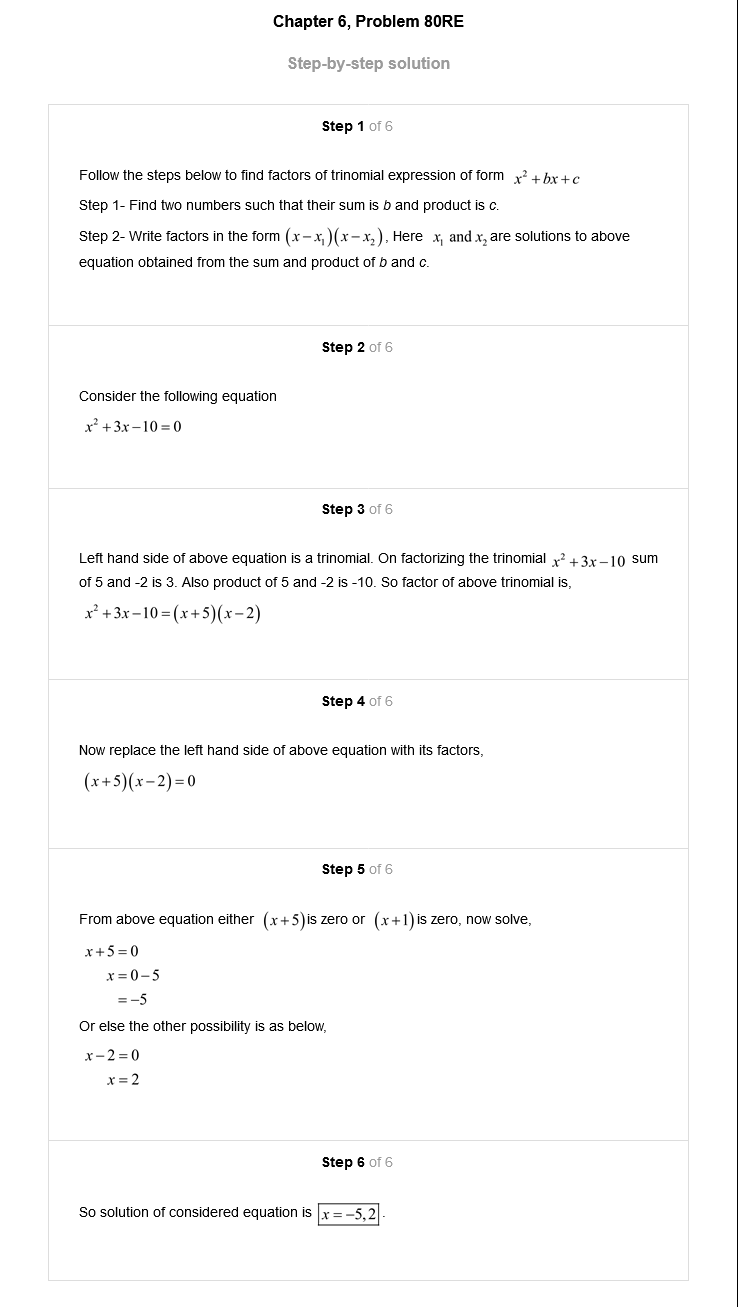 Chapter 6, Problem 80RE
Step-by-step solution
Step 1 of 6
Follow the steps below to find factors of trinomial expression of form x² + bx + c
Step 1- Find two numbers such that their sum is b and product is c.
Step 2- Write factors in the form (x − x₁)(x − x₂), Here x₁ and x₂ are solutions to above
equation obtained from the sum and product of b and c.
Step 2 of 6
Consider the following equation
x² + 3x − 10 = 0
Step 3 of 6
Left hand side of above equation is a trinomial. On factorizing the trinomial x² + 3x − 10 sum
of 5 and -2 is 3. Also product of 5 and -2 is -10. So factor of above trinomial is,
x² + 3x − 10 = (x + 5)(x − 2)
Step 4 of 6
Now replace the left hand side of above equation with its factors,
(x + 5)(x − 2) = 0
Step 5 of 6
From above equation either (x + 5) is zero or (x + 1) is zero, now solve,
x + 5 = 0
x = 0 − 5
= −5
Or else the other possibility is as below,
x − 2 = 0
x = 2
Step 6 of 6
So solution of considered equation is x = −5, 2.